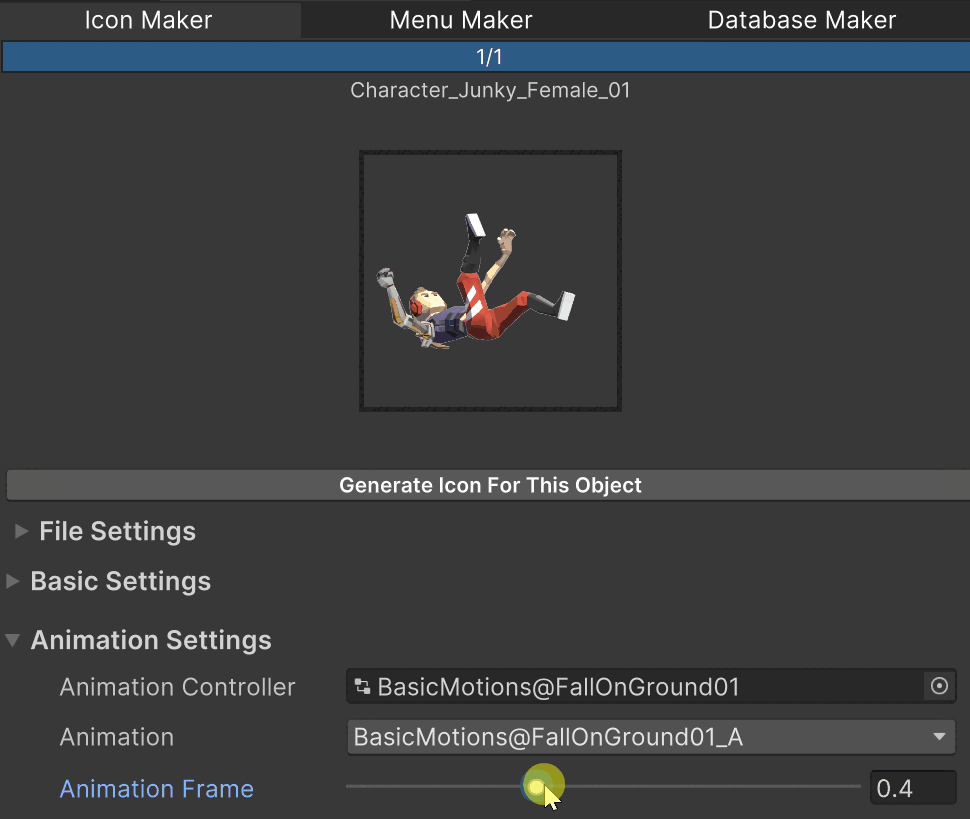 Icon Maker Menu Maker Database Maker
1/1
Character_Junky_Female_01
Generate Icon For This Object
File Settings
Basic Settings
Animation Settings
Animation Controller BasicMotions@FallOnGround01
Animation BasicMotions@FallOnGround01_A
Animation Frame 0.4